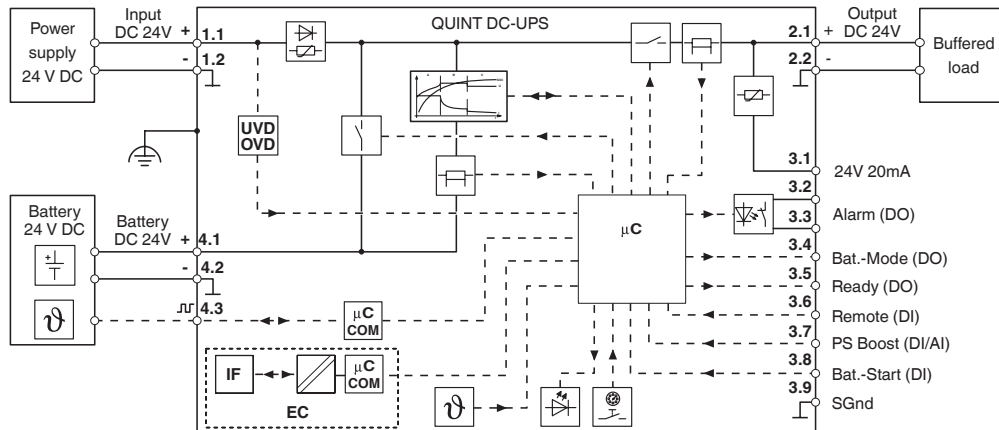 Power
supply
24 V DC
Input
DC 24V
+
1.1
-
1.2
QUINT DC-UPS
2.1
2.2
Output
+ DC 24V
-
Buffered
load
UVD
OVD
3.1
24V 20mA
3.2
3.3
Alarm (DO)
µC
3.4
Bat.-Mode (DO)
3.5
Ready (DO)
3.6
Remote (DI)
3.7
PS Boost (DI/AI)
3.8
Bat.-Start (DI)
3.9
SGnd
Battery
24 V DC
+
ϑ
Battery
DC 24V
+
4.1
-
4.2
4.3
µC
COM
IF
µC
COM
EC
ϑ